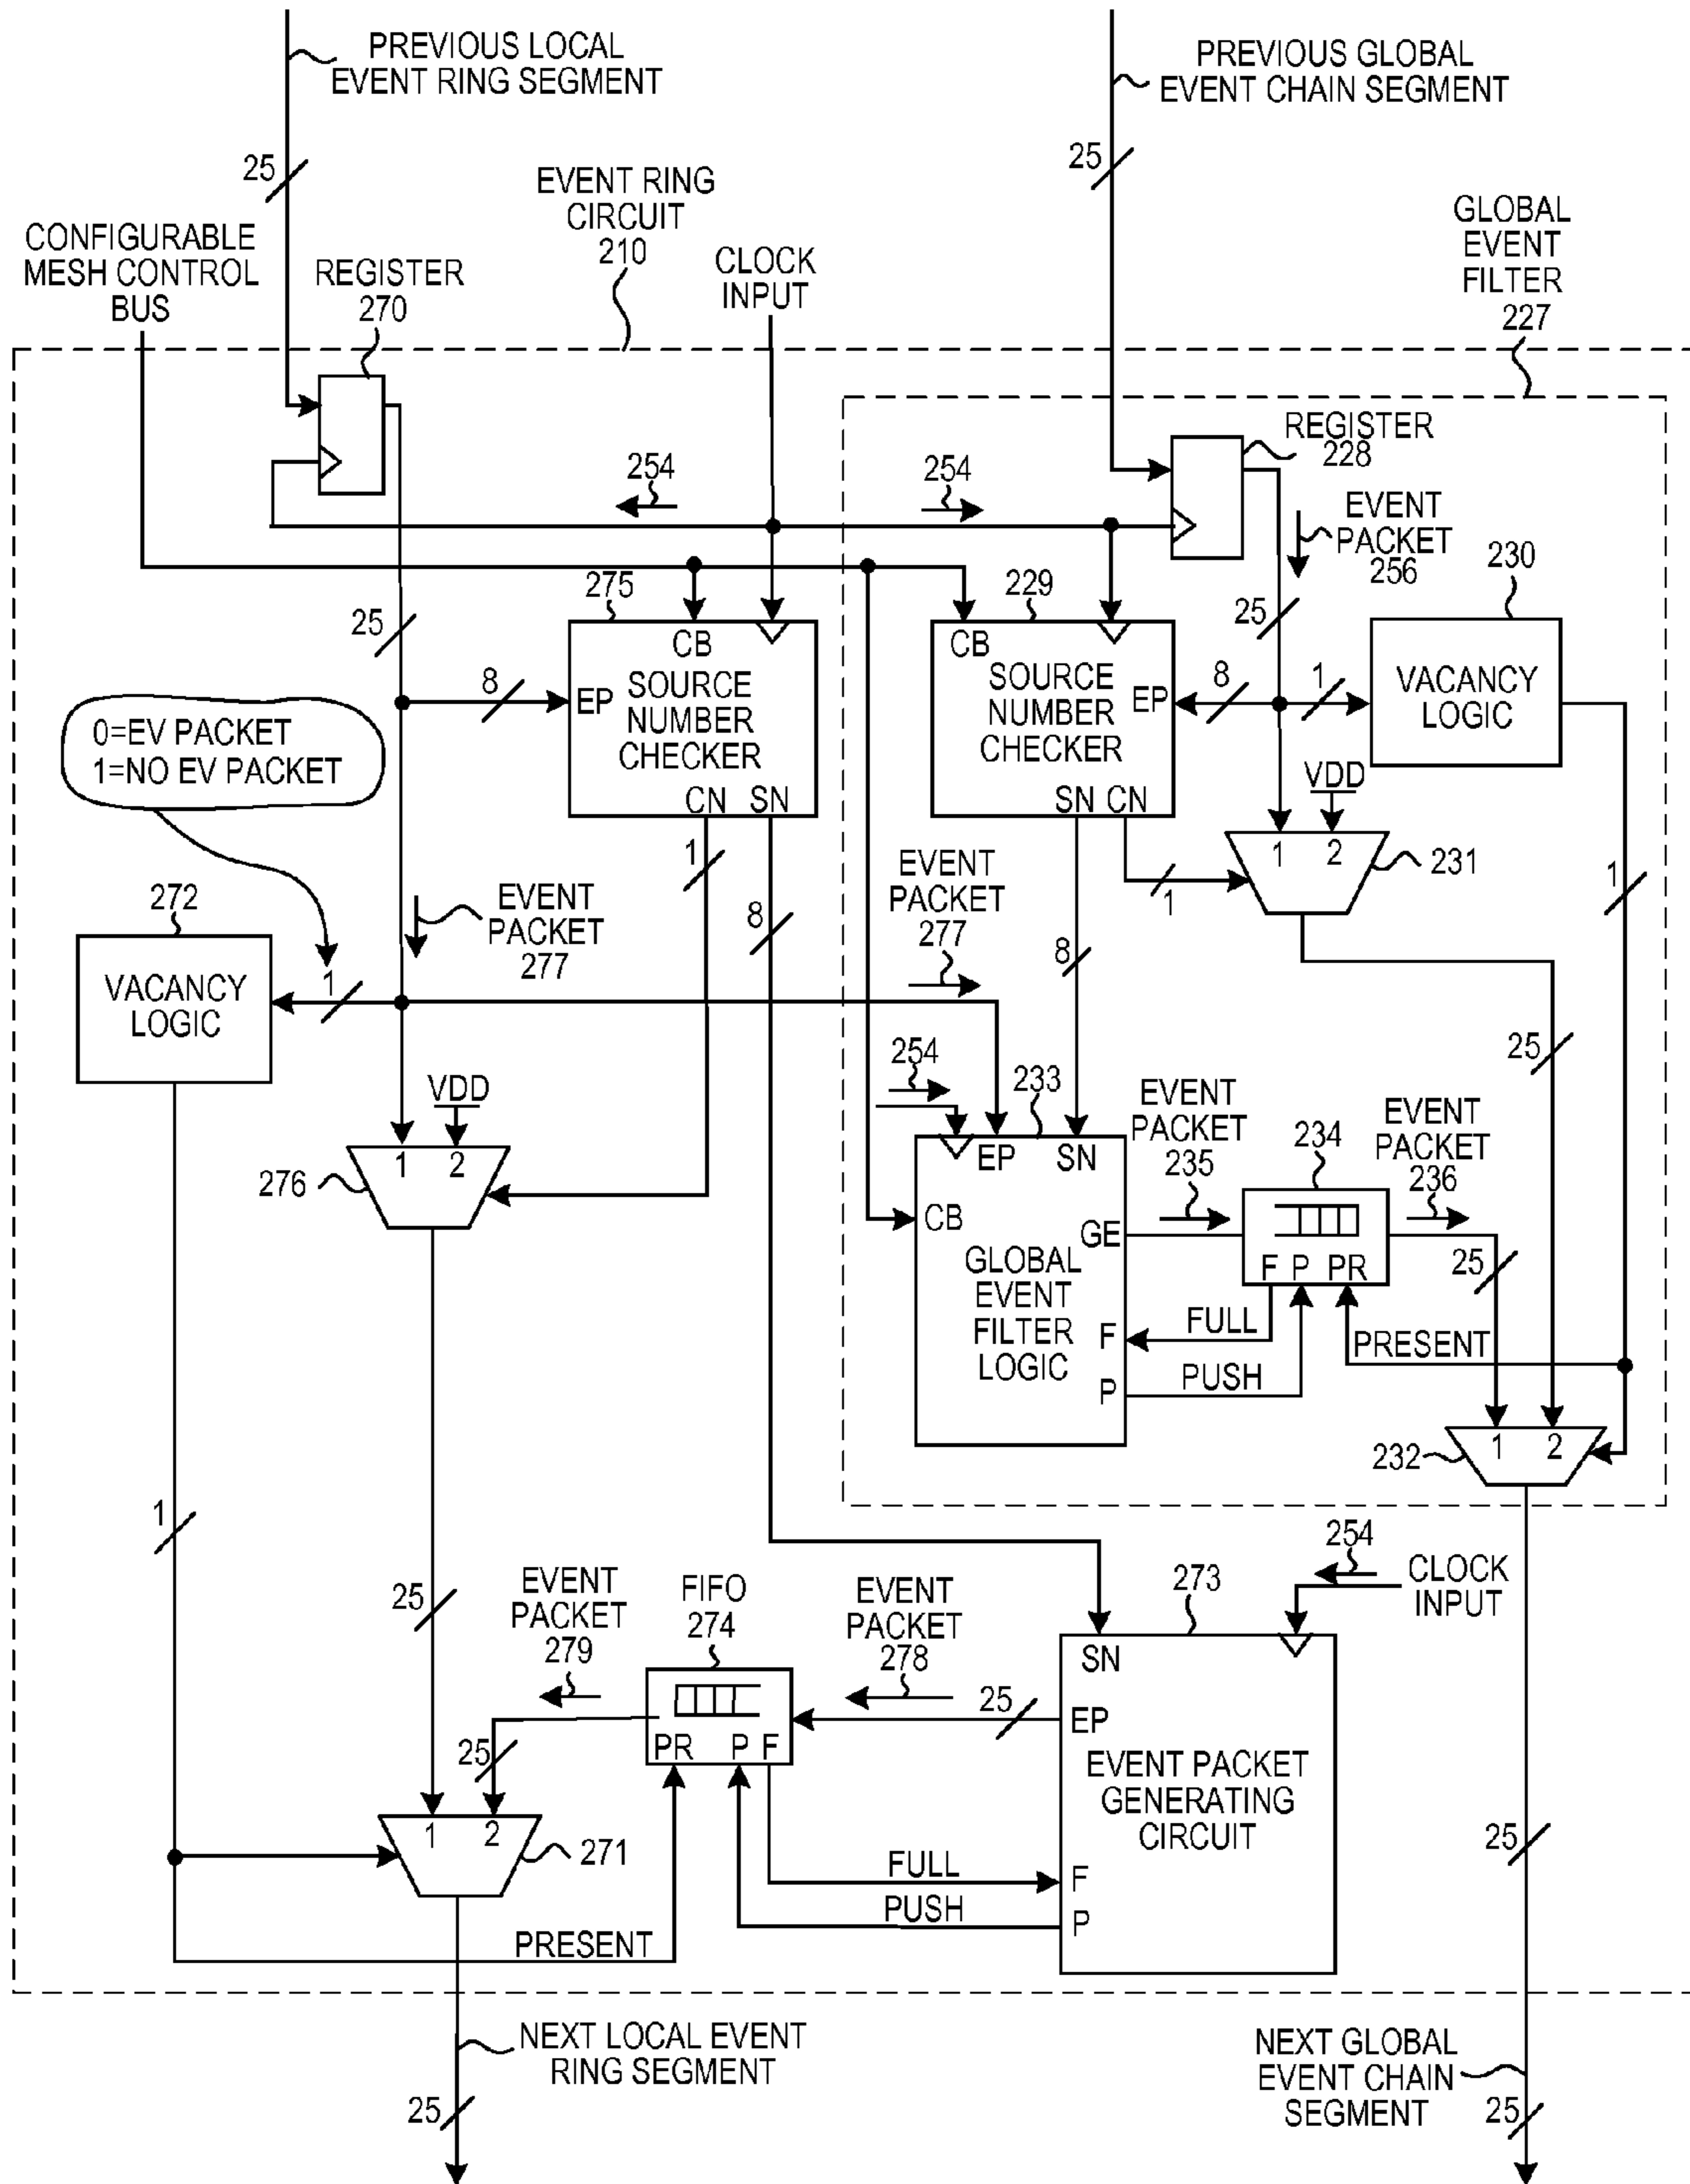 PREVIOUS LOCAL
EVENT RING SEGMENT
PREVIOUS GLOBAL
EVENT CHAIN SEGMENT
25
25
EVENT RING
CIRCUIT
210
GLOBAL
EVENT
FILTER
227
CONFIGURABLE
MESH CONTROL
BUS
REGISTER
270
CLOCK
INPUT
REGISTER
228
254
254
EVENT
PACKET
256
230
275
229
25
25
CB
CB
8
EP
SOURCE
NUMBER
CHECKER
SOURCE
NUMBER
CHECKER
EP
8
1
VACANCY
LOGIC
0=EV PACKET
1=NO EV PACKET
CN
SN
SN
CN
VDD
1
2
231
1
1
1
272
EVENT
PACKET
277
8
EVENT
PACKET
277
8
VACANCY
LOGIC
1
25
254
233
VDD
EVENT
PACKET
235
234
EVENT
PACKET
236
1
2
276
EP
SN
CB
GE
GLOBAL
EVENT
FILTER
LOGIC
F
P
PR
25
F
FULL
PRESENT
P
PUSH
1
2
232
1
254
CLOCK
INPUT
25
EVENT
PACKET
279
FIFO
274
EVENT
PACKET
278
273
SN
25
EP
25
PR
P
F
EVENT PACKET
GENERATING
CIRCUIT
1
2
271
25
FULL
F
PUSH
P
PRESENT
NEXT LOCAL EVENT
RING SEGMENT
25
NEXT GLOBAL
EVENT CHAIN
SEGMENT
25